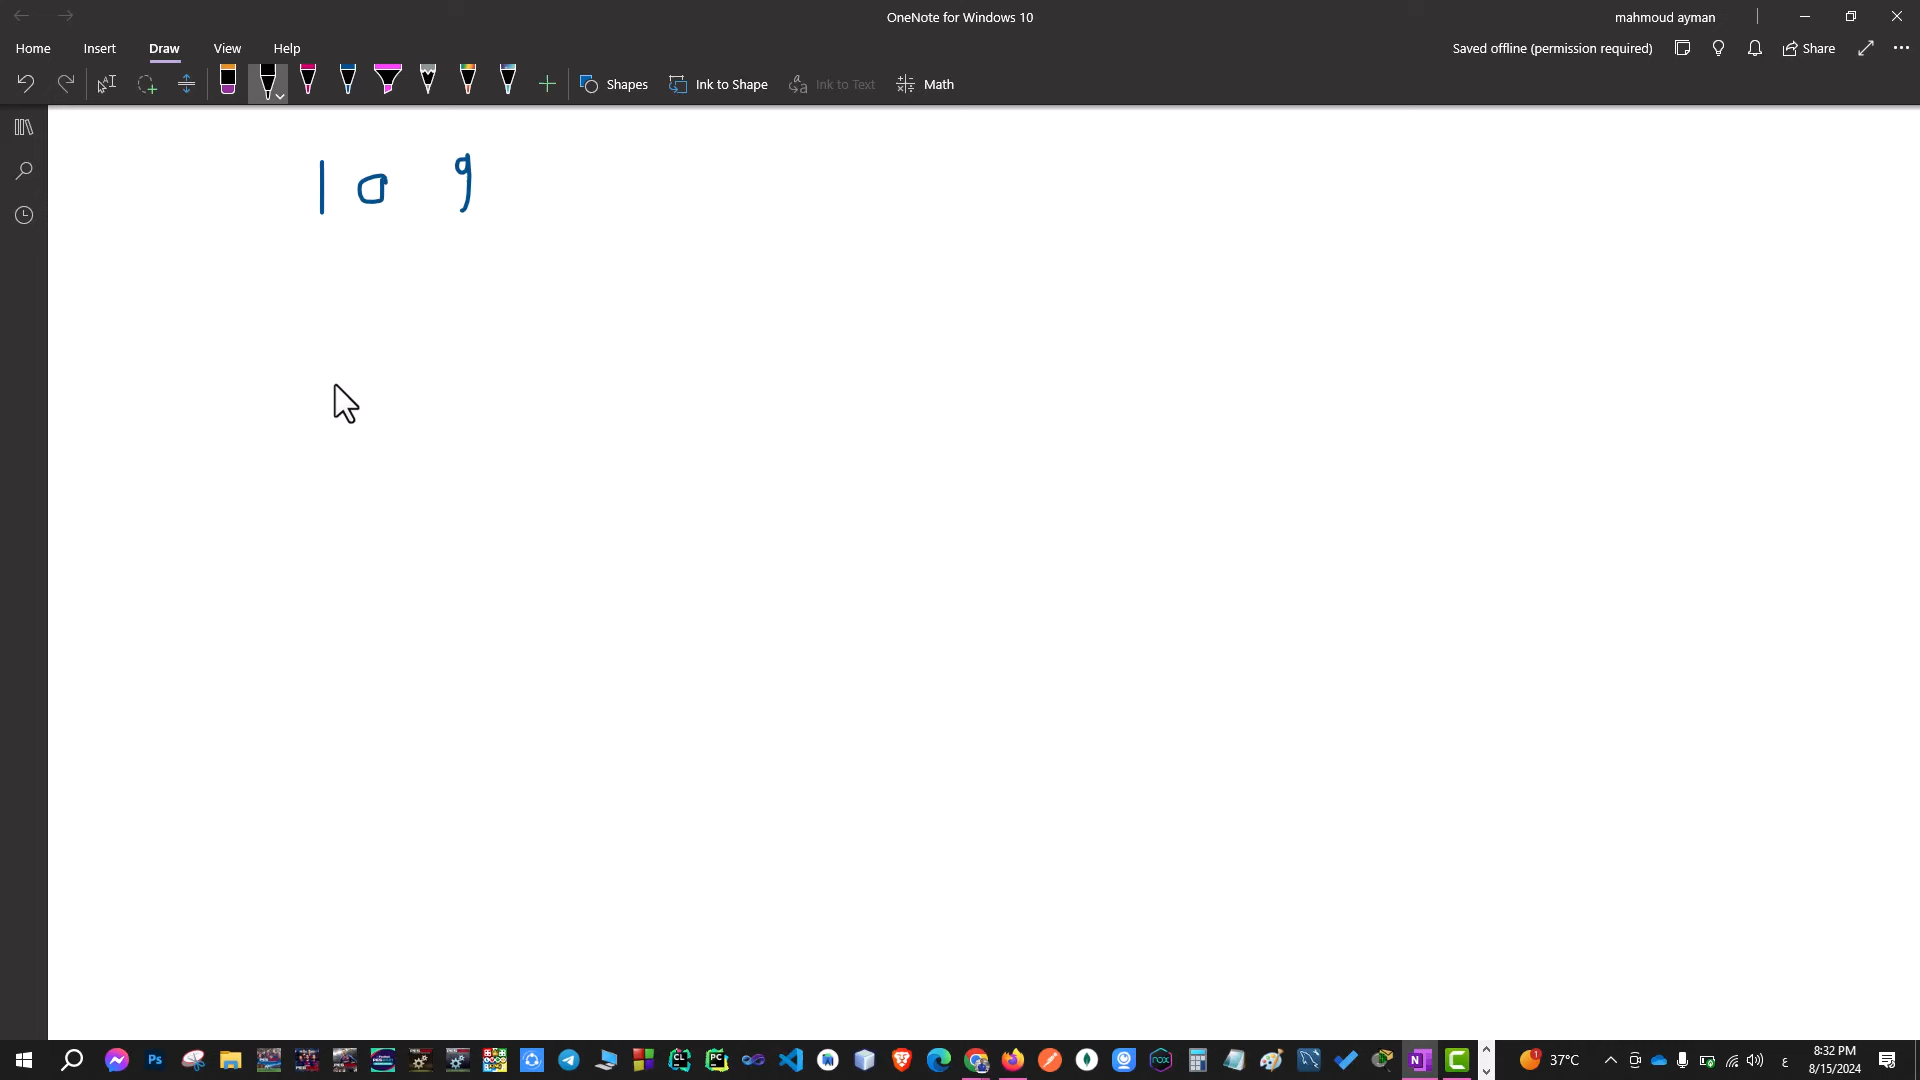 OneNote for Windows 10
mahmoud ayman
Home Insert Draw View Help
Saved offline (permission required)
Share
Shapes
Ink to Shape
Ink to Text
Math
37°C
ع
8:32 PM
8/15/2024